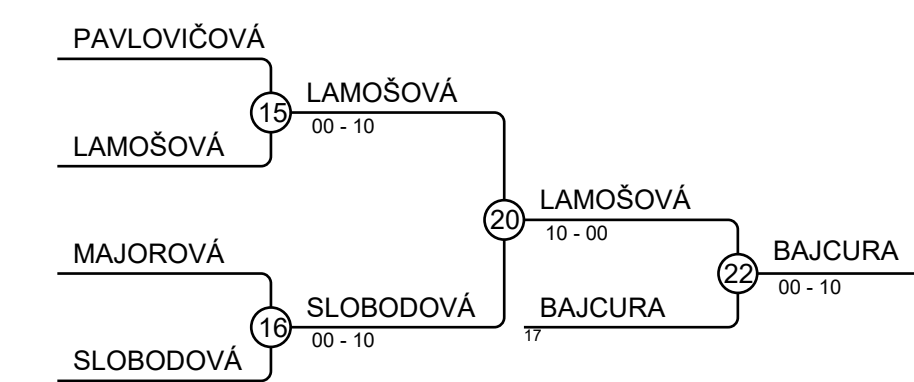 PAVLOVIČOVÁ
15
LAMOŠOVÁ
00 - 10
LAMOŠOVÁ
20
LAMOŠOVÁ
10 - 00
MAJOROVÁ
22
BAJCURA
00 - 10
16
SLOBODOVÁ
00 - 10
BAJCURA
17
SLOBODOVÁ